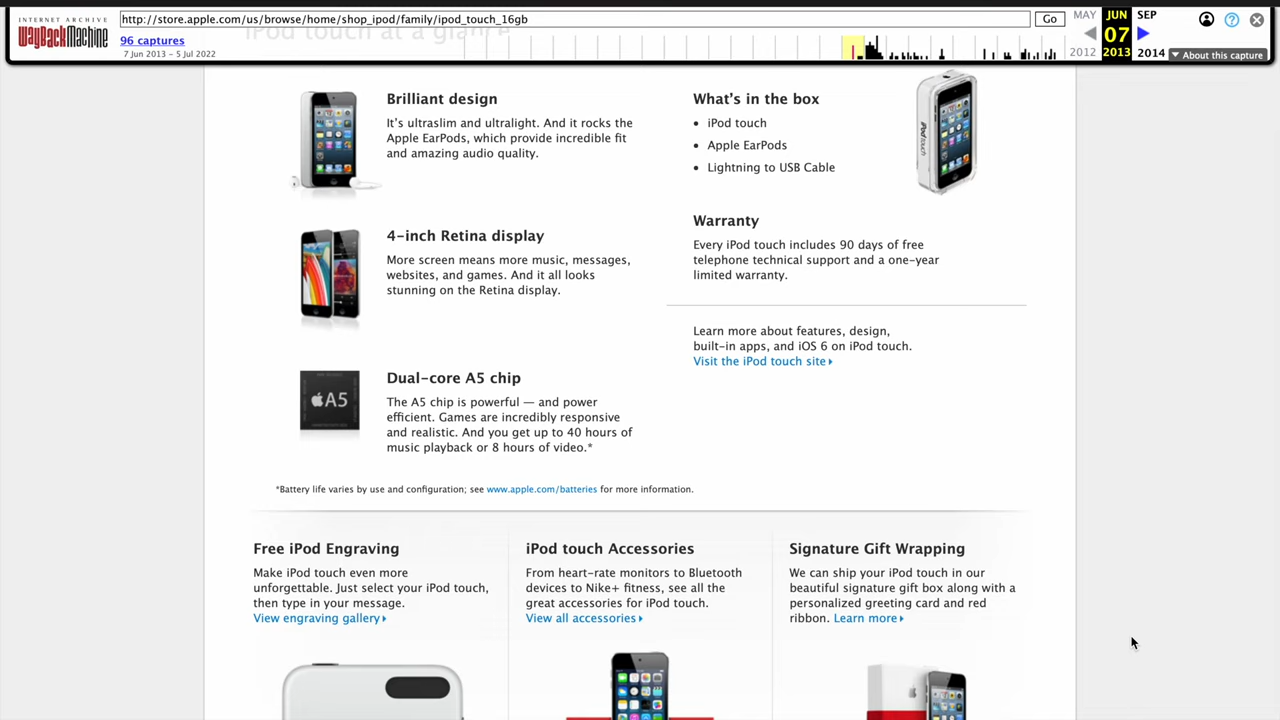 INTERNET ARCHIVE
WayBackMachine
http://store.apple.com/us/browse/home/shop_ipod/family/ipod_touch_16gb
Go
96 captures
7 Jun 2013 – 5 Jul 2022
MAY JUN SEP
07
2012 2013 2014
About this capture
iPod touch at a glance
Brilliant design
It's ultraslim and ultralight. And it rocks the
Apple EarPods, which provide incredible fit
and amazing audio quality.
4-inch Retina display
More screen means more music, messages,
websites, and games. And it all looks
stunning on the Retina display.
A5
Dual-core A5 chip
The A5 chip is powerful — and power
efficient. Games are incredibly responsive
and realistic. And you get up to 40 hours of
music playback or 8 hours of video.*
What's in the box
• iPod touch
• Apple EarPods
• Lightning to USB Cable
iPod touch
Warranty
Every iPod touch includes 90 days of free
telephone technical support and a one-year
limited warranty.
Learn more about features, design,
built-in apps, and iOS 6 on iPod touch.
Visit the iPod touch site
*Battery life varies by use and configuration; see www.apple.com/batteries for more information.
Free iPod Engraving
Make iPod touch even more
unforgettable. Just select your iPod touch,
then type in your message.
View engraving gallery
iPod touch Accessories
From heart-rate monitors to Bluetooth
devices to Nike+ fitness, see all the
great accessories for iPod touch.
View all accessories
Signature Gift Wrapping
We can ship your iPod touch in our
beautiful signature gift box along with a
personalized greeting card and red
ribbon. Learn more